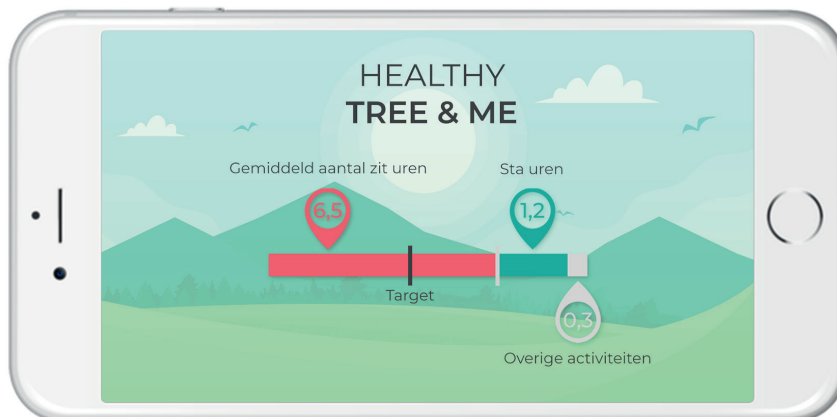 HEALTHY
TREE & ME
Gemiddeld aantal zit uren
Sta uren
6,5
1,2
Target
0,3
Overige activiteiten